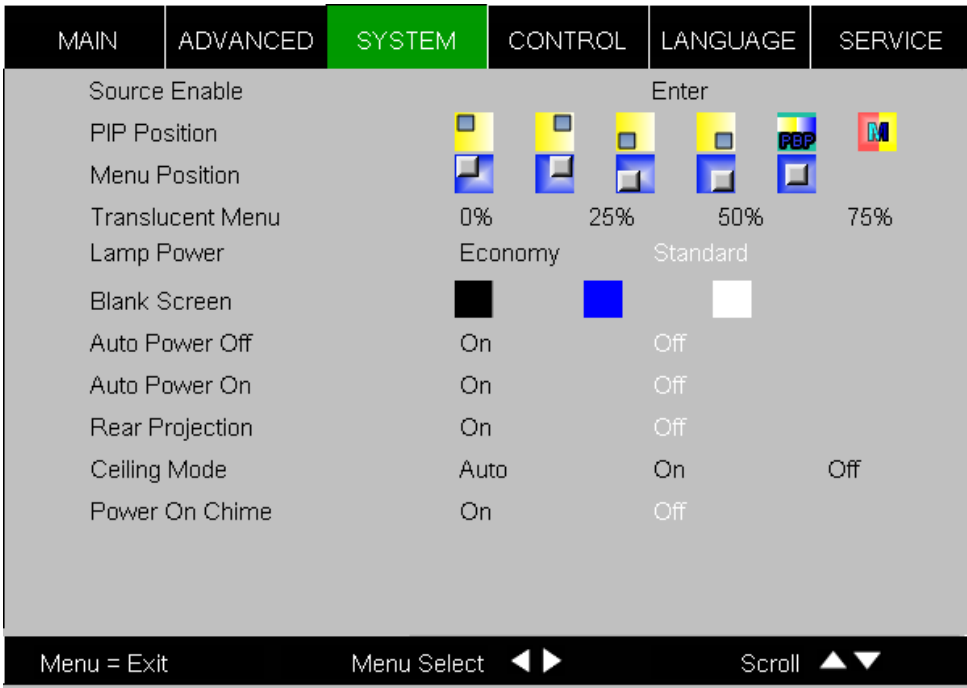 MAIN ADVANCED SYSTEM CONTROL LANGUAGE SERVICE
Source Enable Enter
PIP Position PBP M
Menu Position
Translucent Menu 0% 25% 50% 75%
Lamp Power Economy Standard
Blank Screen
Auto Power Off On Off
Auto Power On On Off
Rear Projection On Off
Ceiling Mode Auto On Off
Power On Chime On Off
Menu = Exit Menu Select Scroll